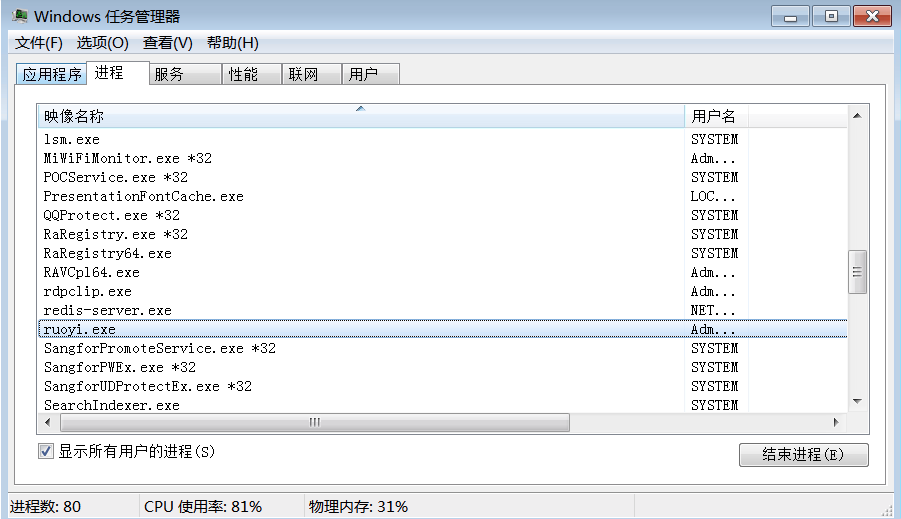 Windows 任务管理器
文件(F) 选项(O) 查看(V) 帮助(H)
应用程序 进程 服务 性能 联网 用户
映像名称 用户名
lsm.exe SYSTEM
MiWiFiMonitor.exe *32 Adm...
POCService.exe *32 SYSTEM
PresentationFontCache.exe LOC...
QQProtect.exe *32 SYSTEM
RaRegistry.exe *32 SYSTEM
RaRegistry64.exe SYSTEM
RAVCpl64.exe Adm...
rdpclip.exe Adm...
redis-server.exe NET...
ruoyi.exe Adm...
SangforPromoteService.exe *32 SYSTEM
SangforPWEx.exe *32 SYSTEM
SangforUDProtectEx.exe *32 SYSTEM
SearchIndexer.exe SYSTEM
显示所有用户的进程(S) 结束进程(E)
进程数: 80 CPU 使用率: 81% 物理内存: 31%